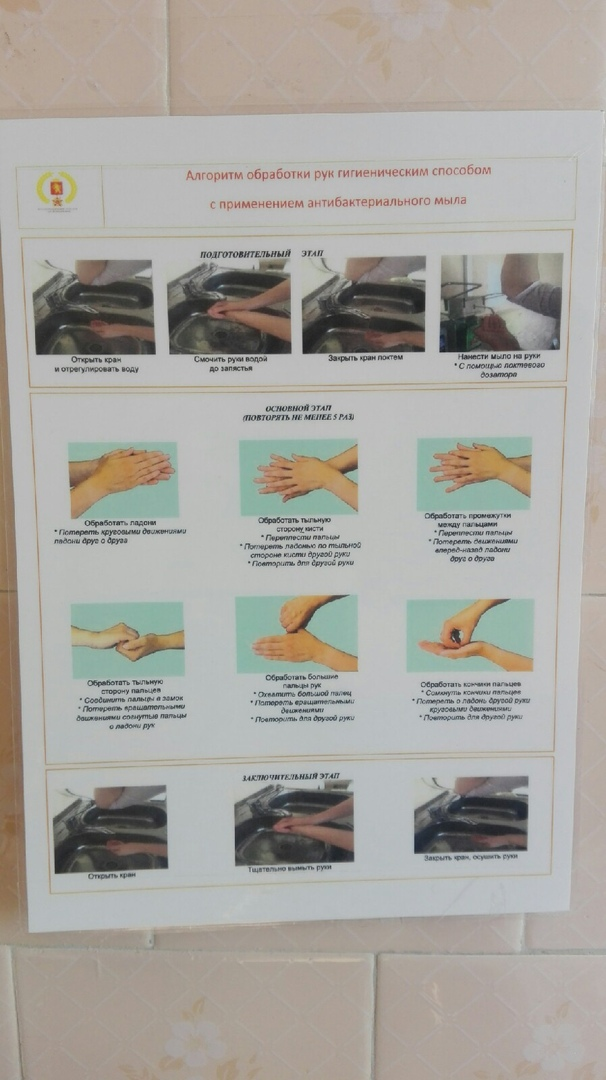 Алгоритм обработки рук гигиеническим способом
с применением антибактериального мыла
ПОДГОТОВИТЕЛЬНЫЙ ЭТАП
Открыть кран
и отрегулировать воду
Смочить руки водой
до запястья
Закрыть кран локтем
Нанести мыло на руки
* С помощью локтевого
дозатора
ОСНОВНОЙ ЭТАП
(ПОВТОРЯТЬ НЕ МЕНЕЕ 5 РАЗ)
Обработать ладони
* Потереть круговыми движениями
ладони друг о друга
Обработать тыльную
сторону кисти
* Переплести пальцы
* Потереть ладонью по тыльной
стороне кисти другой руки
* Повторить для другой руки
Обработать промежутки
между пальцами
* Переплести пальцы
* Потереть движениями
вперед-назад ладони
друг о друга
Обработать тыльную
сторону пальцев
* Соединить пальцы в замок
* Потереть вращательными
движениями согнутые пальцы
о ладони рук
Обработать большие
пальцы рук
* Охватить большой палец
* Потереть вращательными
движениями
* Повторить для другой руки
Обработать кончики пальцев
* Сомкнуть кончики пальцев
* Потереть о ладонь другой руки
круговыми движениями
* Повторить для другой руки
ЗАКЛЮЧИТЕЛЬНЫЙ ЭТАП
Открыть кран
Тщательно вымыть руки
Закрыть кран, осушить руки